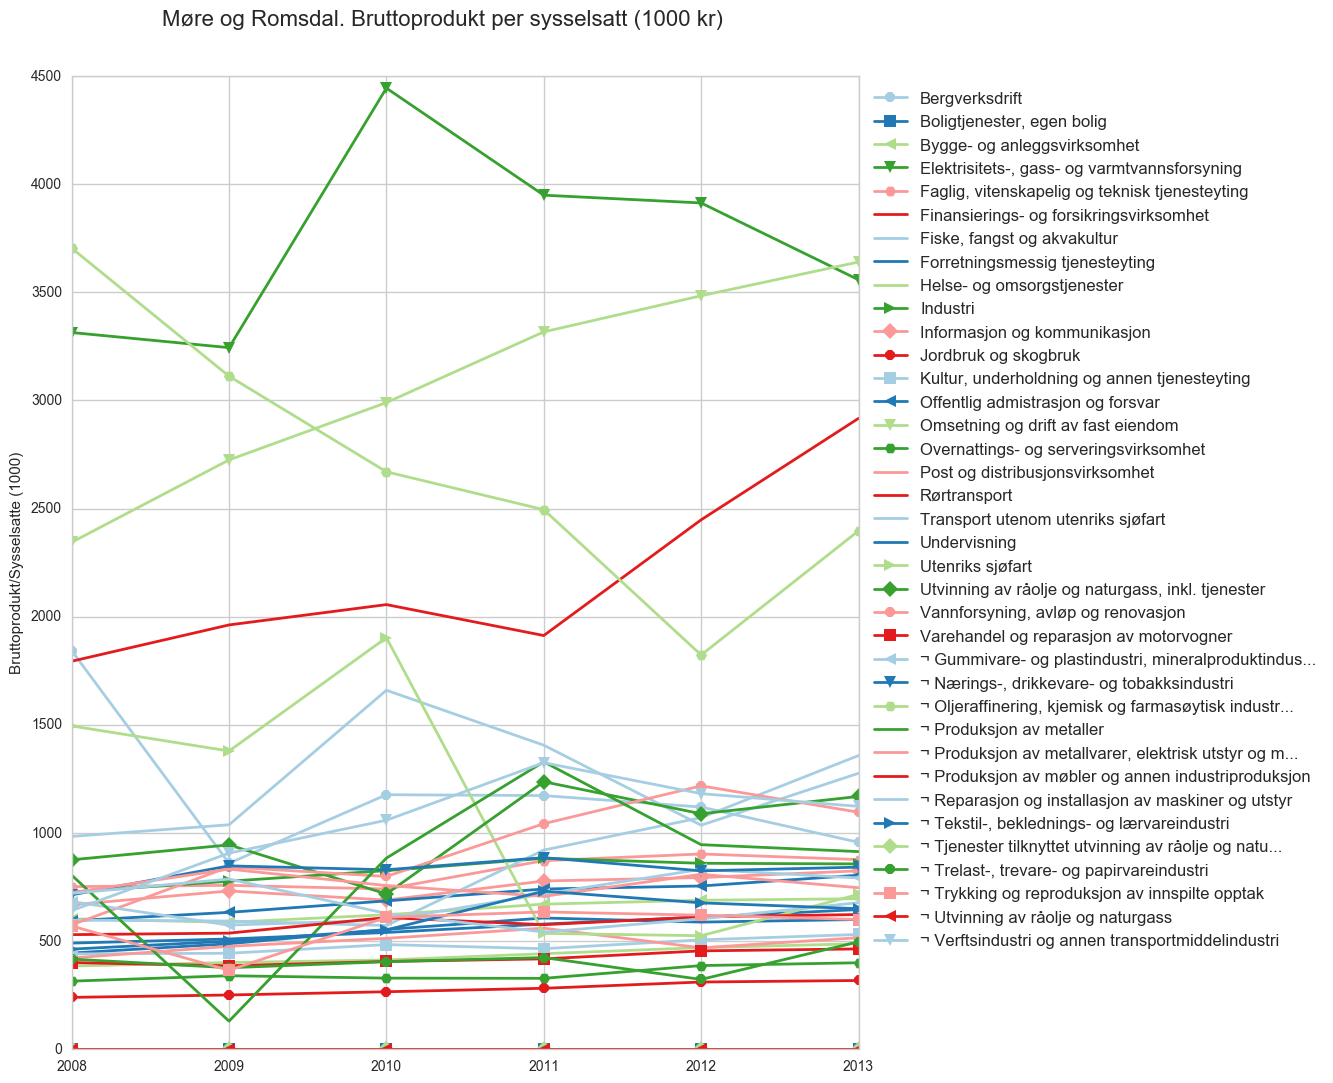 Møre og Romsdal. Bruttoprodukt per sysselsatt (1000 kr)
Bruttoprodukt/Sysselsatte (1000)
4500
4000
3500
3000
2500
2000
1500
1000
500
0
2008
2009
2010
2011
2012
2013
Bergverksdrift
Boligtjenester, egen bolig
Bygge- og anleggsvirksomhet
Elektrisitets-, gass- og varmtvannsforsyning
Faglig, vitenskapelig og teknisk tjenesteyting
Finansierings- og forsikringsvirksomhet
Fiske, fangst og akvakultur
Forretningsmessig tjenesteyting
Helse- og omsorgstjenester
Industri
Informasjon og kommunikasjon
Jordbruk og skogbruk
Kultur, underholdning og annen tjenesteyting
Offentlig admistrasjon og forsvar
Omsetning og drift av fast eiendom
Overnattings- og serveringsvirksomhet
Post og distribusjonsvirksomhet
Rørtransport
Transport utenom utenriks sjøfart
Undervisning
Utenriks sjøfart
Utvinning av råolje og naturgass, inkl. tjenester
Vannforsyning, avløp og renovasjon
Varehandel og reparasjon av motorvogner
¬ Gummivare- og plastindustri, mineralproduktindus...
¬ Nærings-, drikkevare- og tobakksindustri
¬ Oljeraffinering, kjemisk og farmasøytisk industr...
¬ Produksjon av metaller
¬ Produksjon av metallvarer, elektrisk utstyr og m...
¬ Produksjon av møbler og annen industriproduksjon
¬ Reparasjon og installasjon av maskiner og utstyr
¬ Tekstil-, beklednings- og lærvareindustri
¬ Tjenester tilknyttet utvinning av råolje og natu...
¬ Trelast-, trevare- og papirvareindustri
¬ Trykking og reproduksjon av innspilte opptak
¬ Utvinning av råolje og naturgass
¬ Verftsindustri og annen transportmiddelindustri